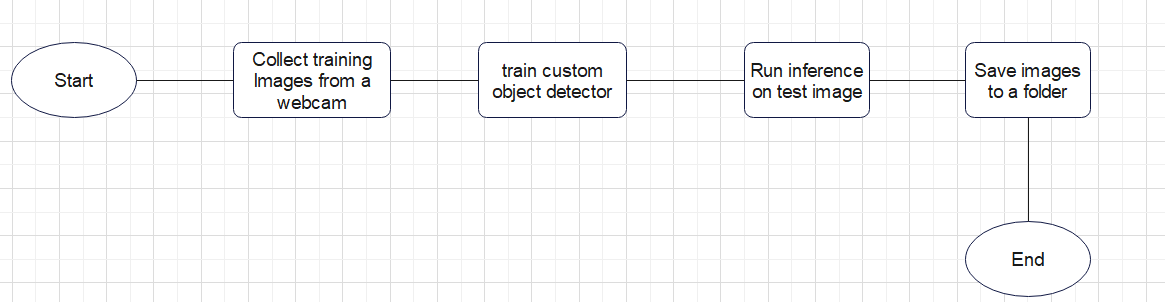 Start
Collect training
Images from a
webcam
train custom
object detector
Run inference
on test image
Save images
to a folder
End